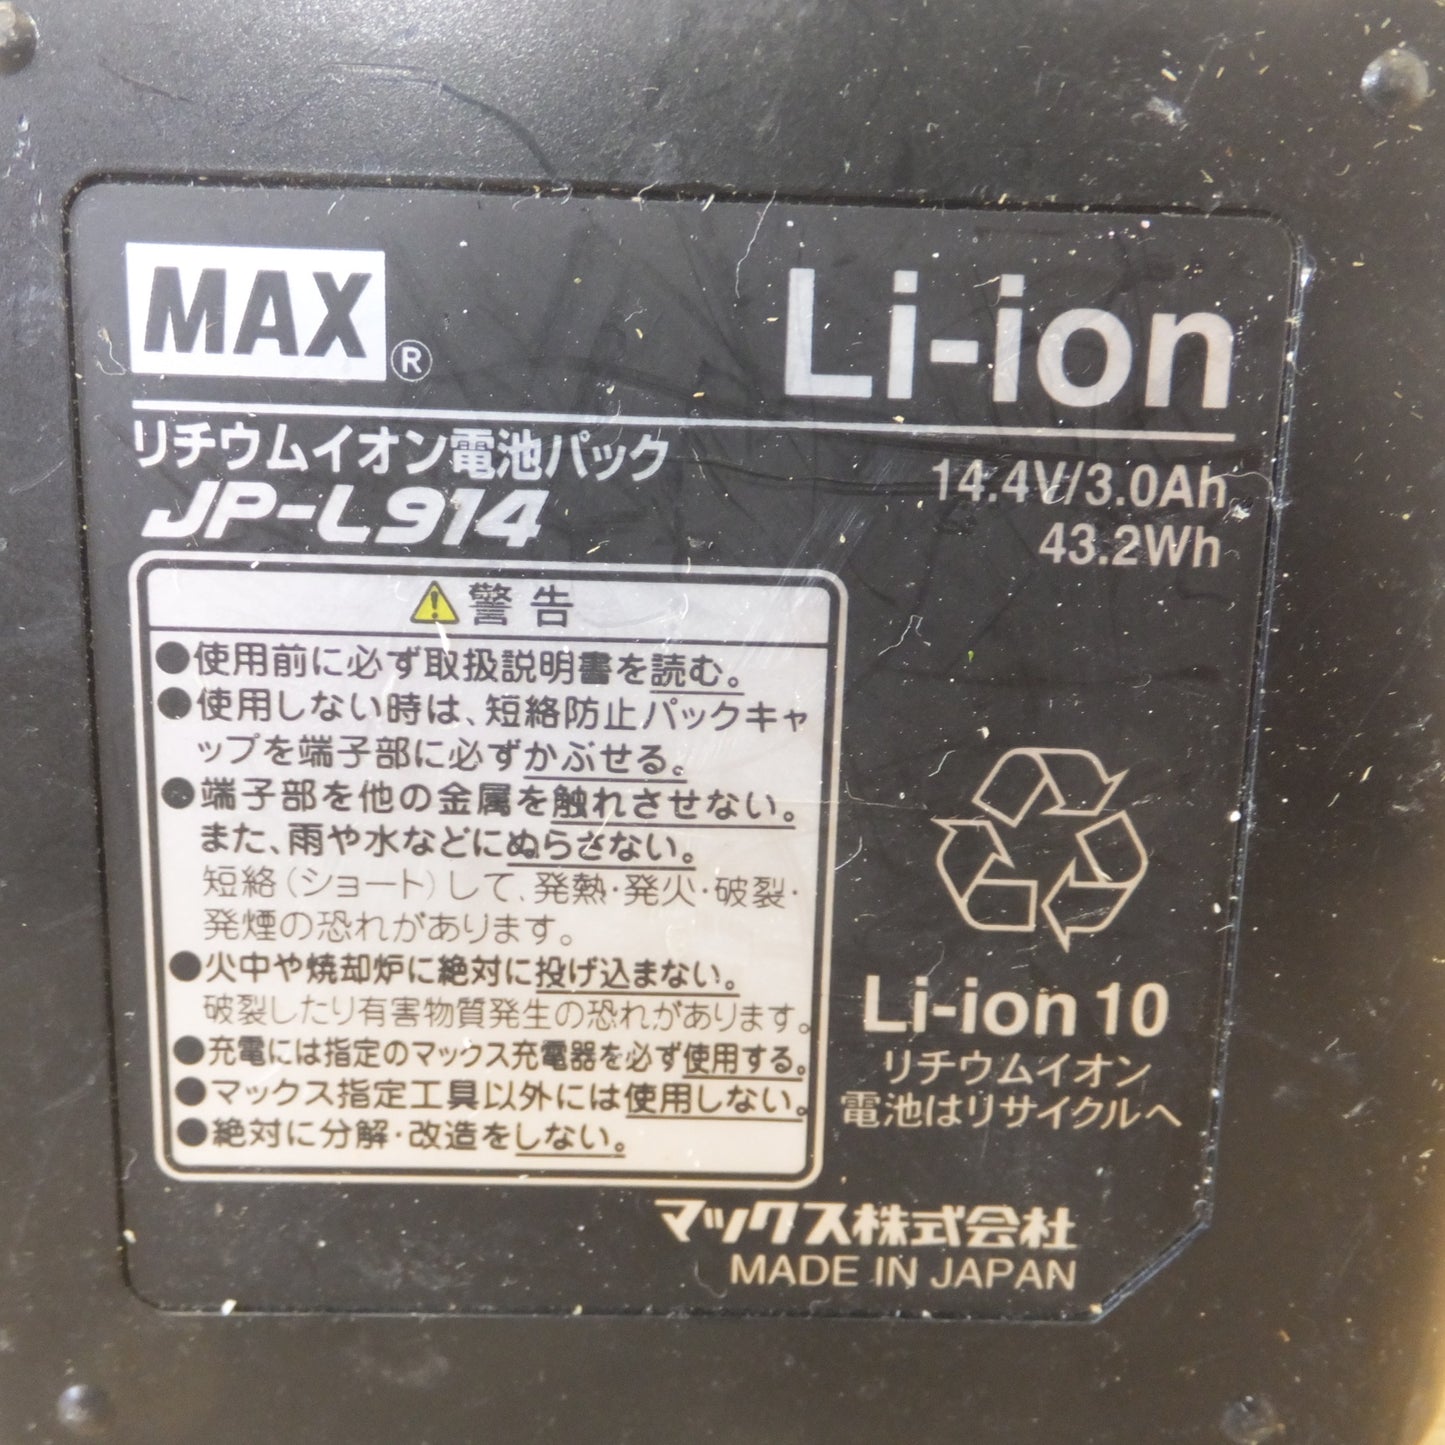 MAX®
Li-ion
リチウムイオン電池パック
JP-L914
14.4V/3.0Ah
43.2Wh
警告
●使用前に必ず取扱説明書を読む。
●使用しない時は、短絡防止パックキャ
ップを端子部に必ずかぶせる。
●端子部を他の金属を触れさせない。
また、雨や水などにぬらさない。
短絡(ショート)して、発熱・発火・破裂・
発煙の恐れがあります。
●火中や焼却炉に絶対に投げ込まない。
破裂したり有害物質発生の恐れがあります。
●充電には指定のマックス充電器を必ず使用する。
●マックス指定工具以外には使用しない。
●絶対に分解・改造をしない。
Li-ion 10
リチウムイオン
電池はリサイクルへ
マックス株式会社
MADE IN JAPAN